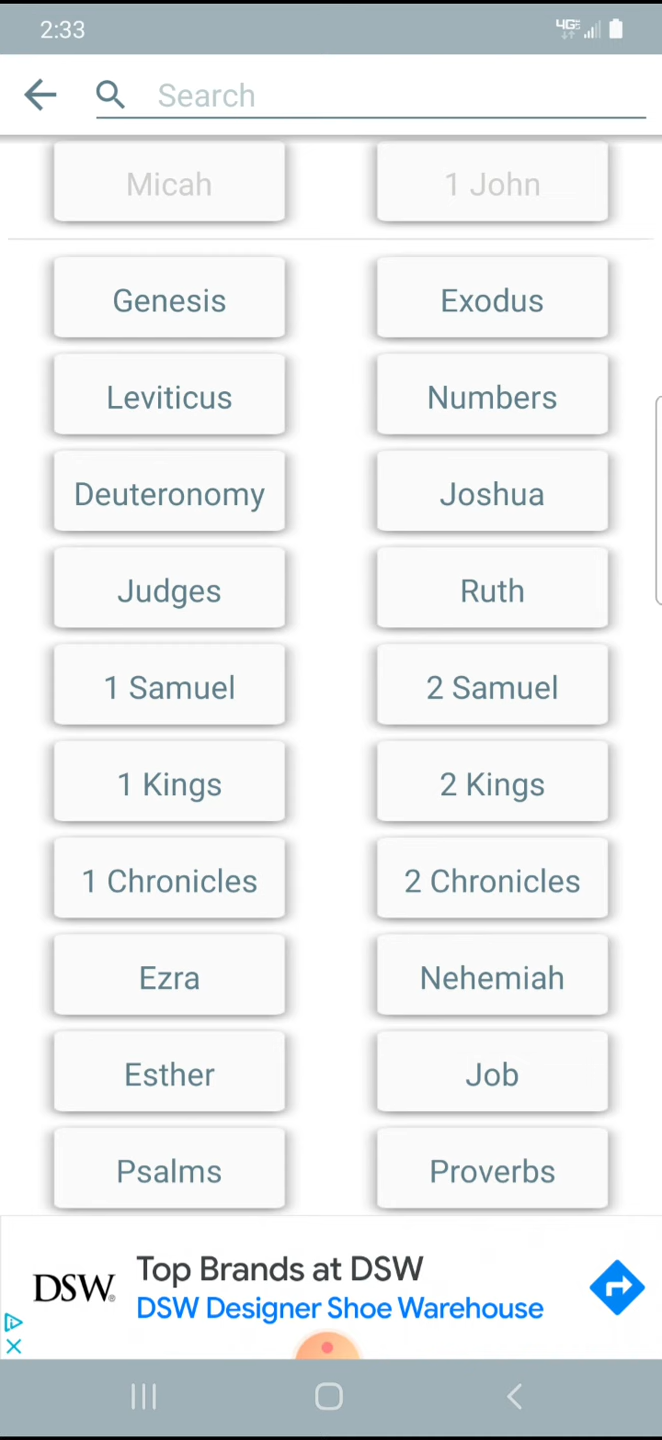 2:33 4GE
Search
Micah 1 John
Genesis Exodus
Leviticus Numbers
Deuteronomy Joshua
Judges Ruth
1 Samuel 2 Samuel
1 Kings 2 Kings
1 Chronicles 2 Chronicles
Ezra Nehemiah
Esther Job
Psalms Proverbs
DSW Top Brands at DSW
DSW Designer Shoe Warehouse